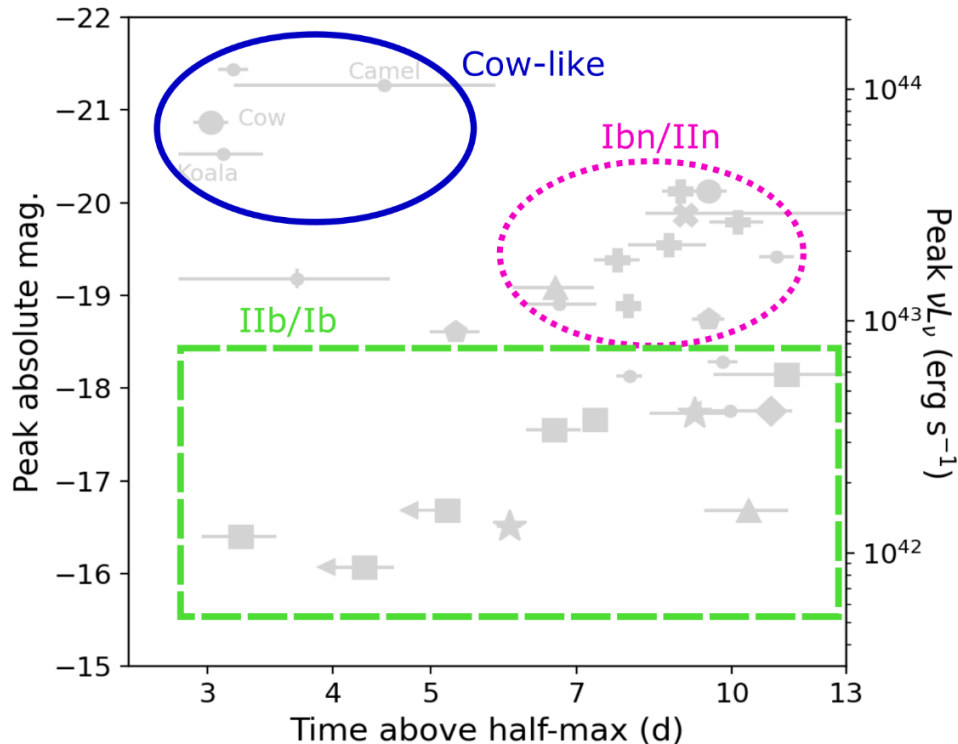 −22
−21
−20
−19
−18
−17
−16
−15
Peak absolute mag.
Cow-like
Camel
Cow
Koala
Ibn/IIn
IIb/Ib
3
4
5
7
10
13
Time above half-max (d)
10⁴⁴
10⁴³
10⁴²
Peak νLᵥ (erg s⁻¹)